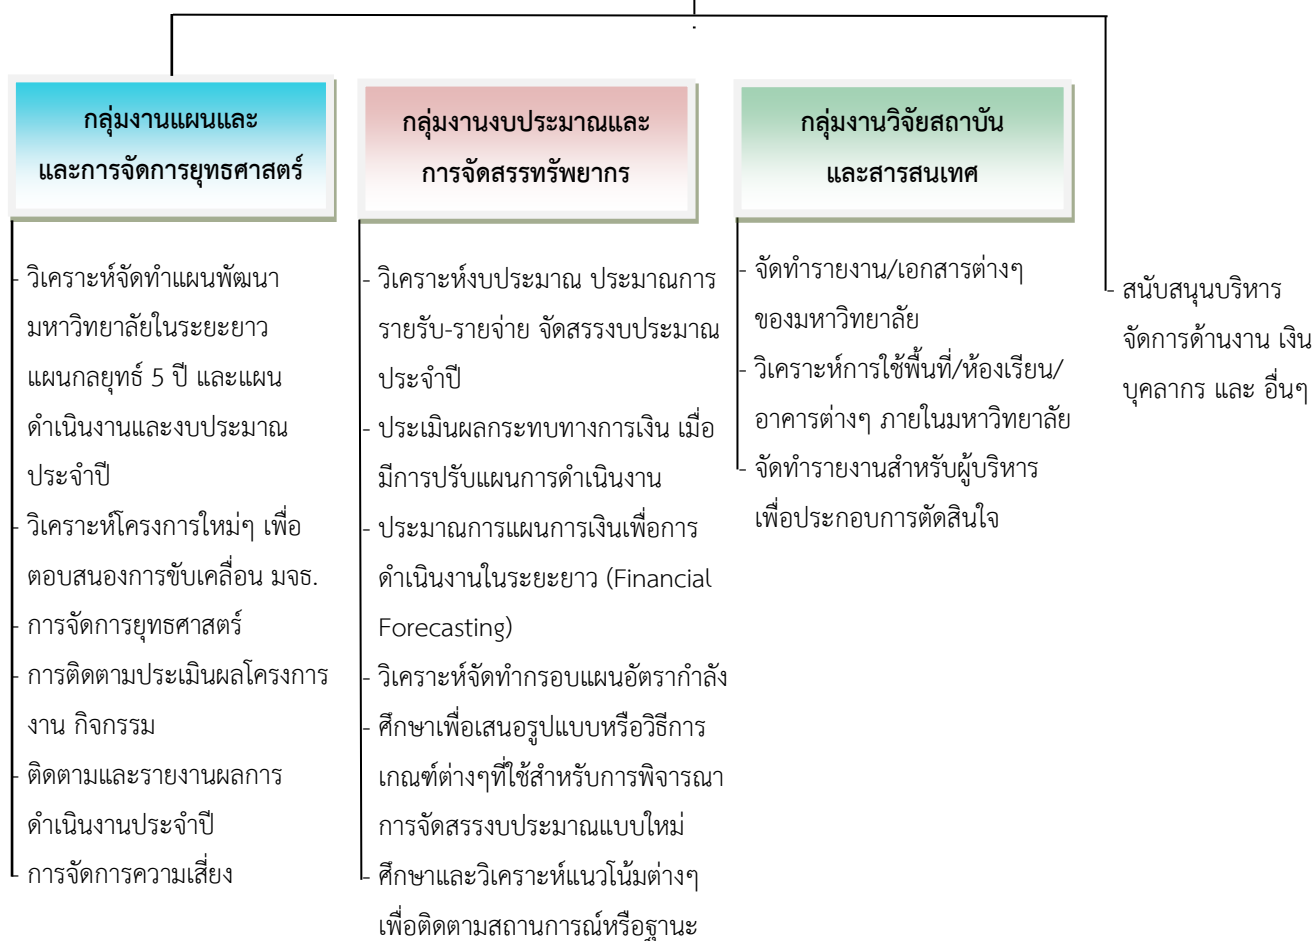 กลุ่มงานแผนและ
และการจัดการยุทธศาสตร์
- วิเคราะห์จัดทำแผนพัฒนา
มหาวิทยาลัยในระยะยาว
แผนกลยุทธ์ 5 ปี และแผน
ดำเนินงานและงบประมาณ
ประจำปี
- วิเคราะห์โครงการใหม่ๆ เพื่อ
ตอบสนองการขับเคลื่อน มจธ.
- การจัดการยุทธศาสตร์
- การติดตามประเมินผลโครงการ
งาน กิจกรรม
- ติดตามและรายงานผลการ
ดำเนินงานประจำปี
- การจัดการความเสี่ยง
กลุ่มงานงบประมาณและ
การจัดสรรทรัพยากร
- วิเคราะห์งบประมาณ ประมาณการ
รายรับ-รายจ่าย จัดสรรงบประมาณ
ประจำปี
- ประเมินผลกระทบทางการเงิน เมื่อ
มีการปรับแผนการดำเนินงาน
- ประมาณการแผนการเงินเพื่อการ
ดำเนินงานในระยะยาว (Financial
Forecasting)
- วิเคราะห์จัดทำกรอบแผนอัตรากำลัง
- ศึกษาเพื่อเสนอรูปแบบหรือวิธีการ
เกณฑ์ต่างๆที่ใช้สำหรับการพิจารณา
การจัดสรรงบประมาณแบบใหม่
- ศึกษาและวิเคราะห์แนวโน้มต่างๆ
เพื่อติดตามสถานการณ์หรือฐานะ
กลุ่มงานวิจัยสถาบัน
และสารสนเทศ
- จัดทำรายงาน/เอกสารต่างๆ
ของมหาวิทยาลัย
- วิเคราะห์การใช้พื้นที่/ห้องเรียน/
อาคารต่างๆ ภายในมหาวิทยาลัย
- จัดทำรายงานสำหรับผู้บริหาร
เพื่อประกอบการตัดสินใจ
- สนับสนุนบริหาร
จัดการด้านงาน เงิน
บุคลากร และ อื่นๆ